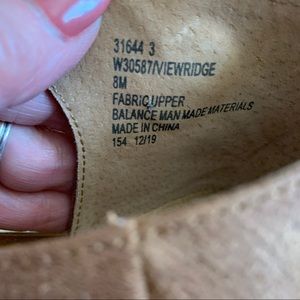 31644 3
W30587/VIEWRIDGE
8M
FABRIC UPPER
BALANCE MAN MADE MATERIALS
MADE IN CHINA
154 12/19